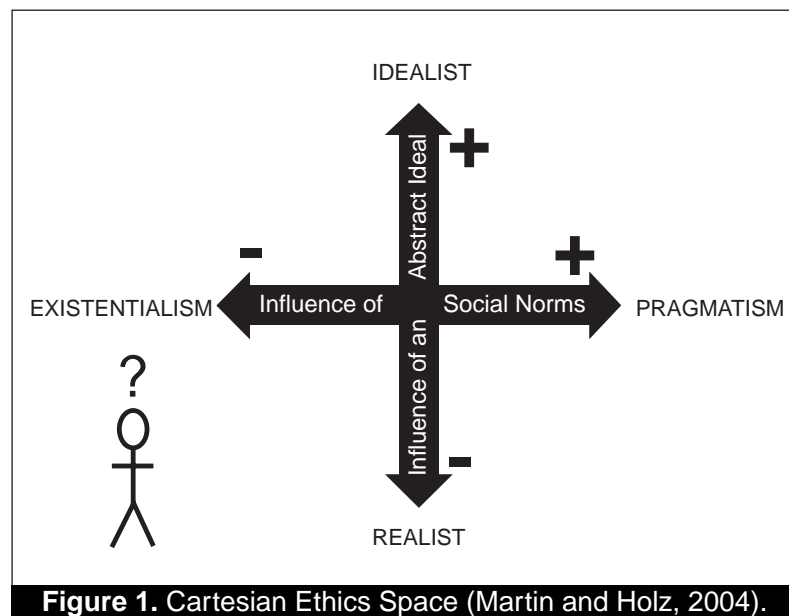 IDEALIST
+
Influence of an Abstract Ideal
-
+
EXISTENTIALISM
Influence of Social Norms
PRAGMATISM
?
-
REALIST
Figure 1. Cartesian Ethics Space (Martin and Holz, 2004).